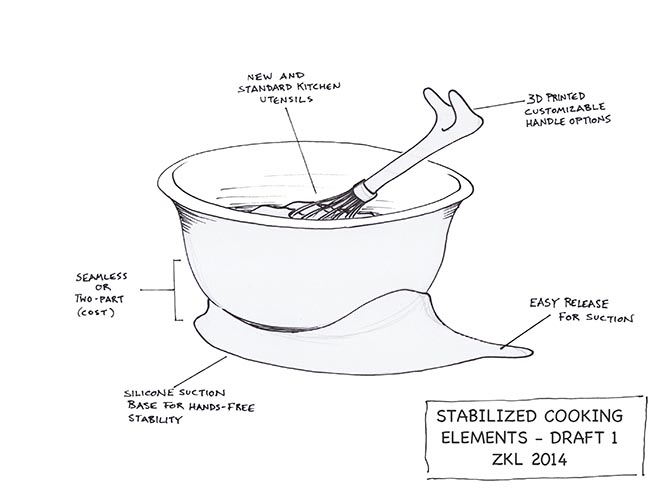 NEW AND
STANDARD KITCHEN
UTENSILS
3D PRINTED
CUSTOMIZABLE
HANDLE OPTIONS
SEAMLESS
OR
TWO-PART
(COST)
EASY RELEASE
FOR SUCTION
SILICONE SUCTION
BASE FOR HANDS-FREE
STABILITY
STABILIZED COOKING
ELEMENTS - DRAFT 1
ZKL 2014